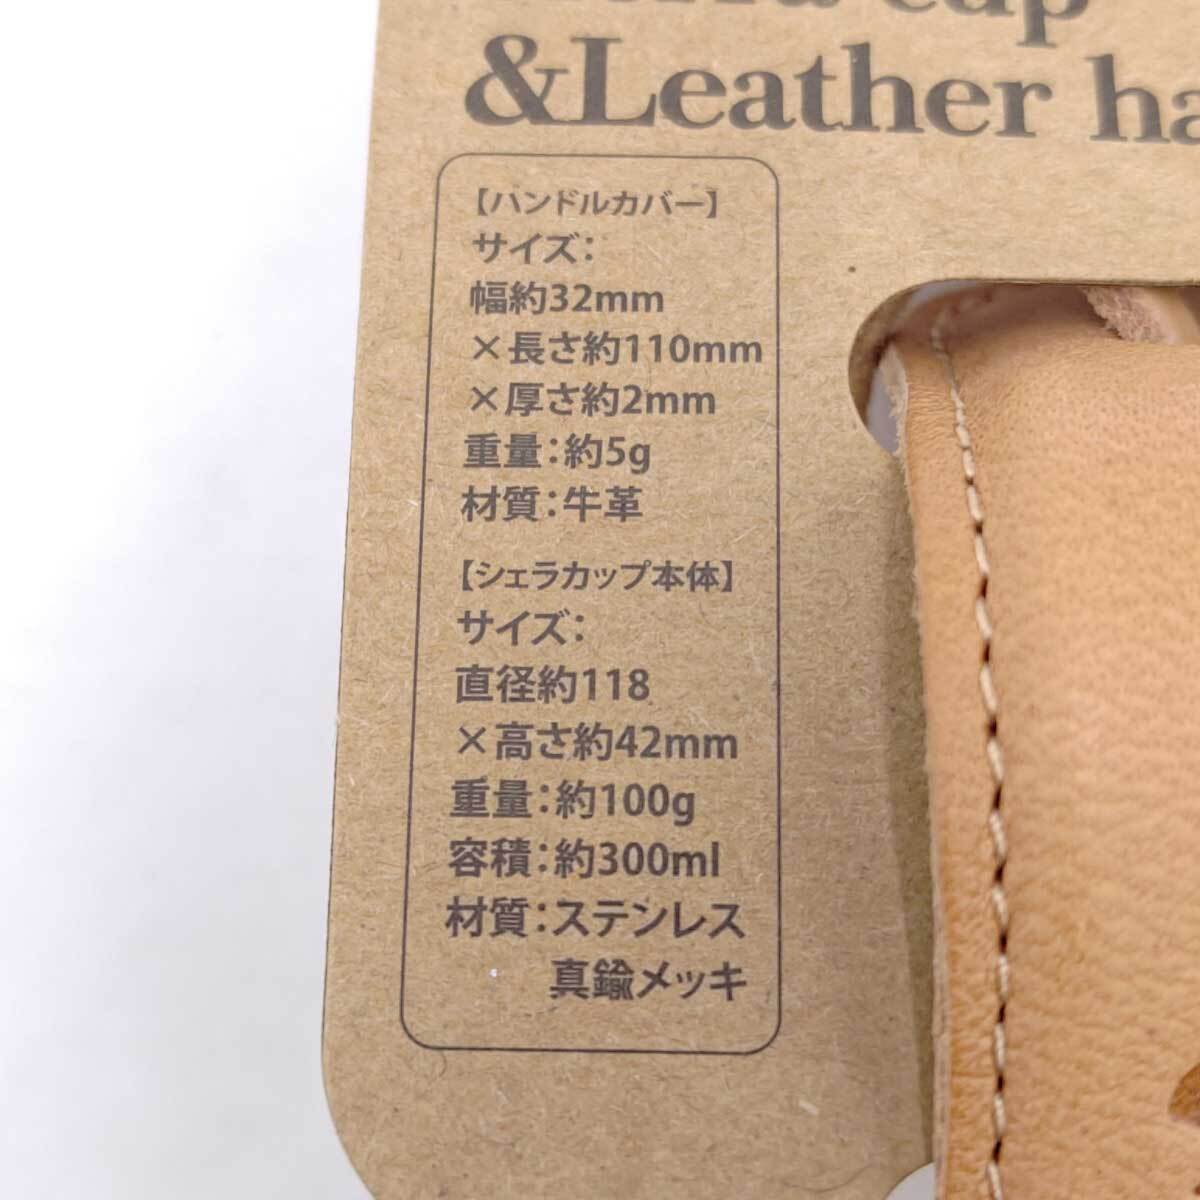 cup
&Leather
【ハンドルカバー】
サイズ：
幅約32mm
×長さ約110mm
×厚さ約2mm
重量：約5g
材質：牛革
【シェラカップ本体】
サイズ：
直径約118
×高さ約42mm
重量：約100g
容積：約300ml
材質：ステンレス
真鍮メッキ